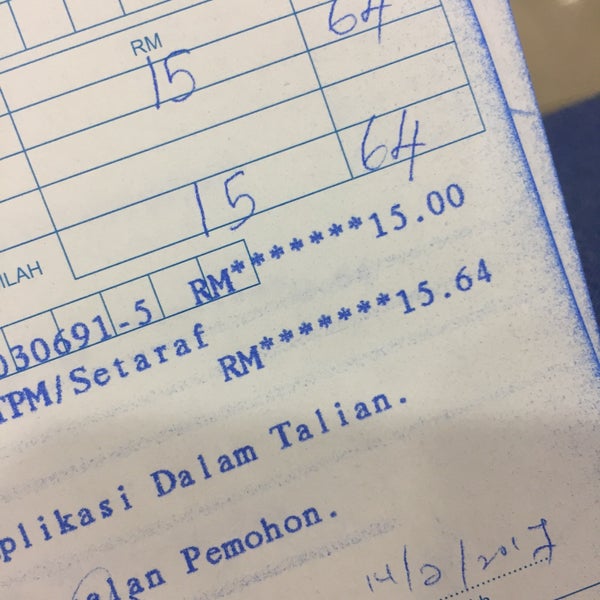 RM
15 64
15 64
RM*******15.00
030691-5
TPM/Setaraf
RM*******15.64
plikasi Dalam Talian.
alan Pemohon.
14/2/2017